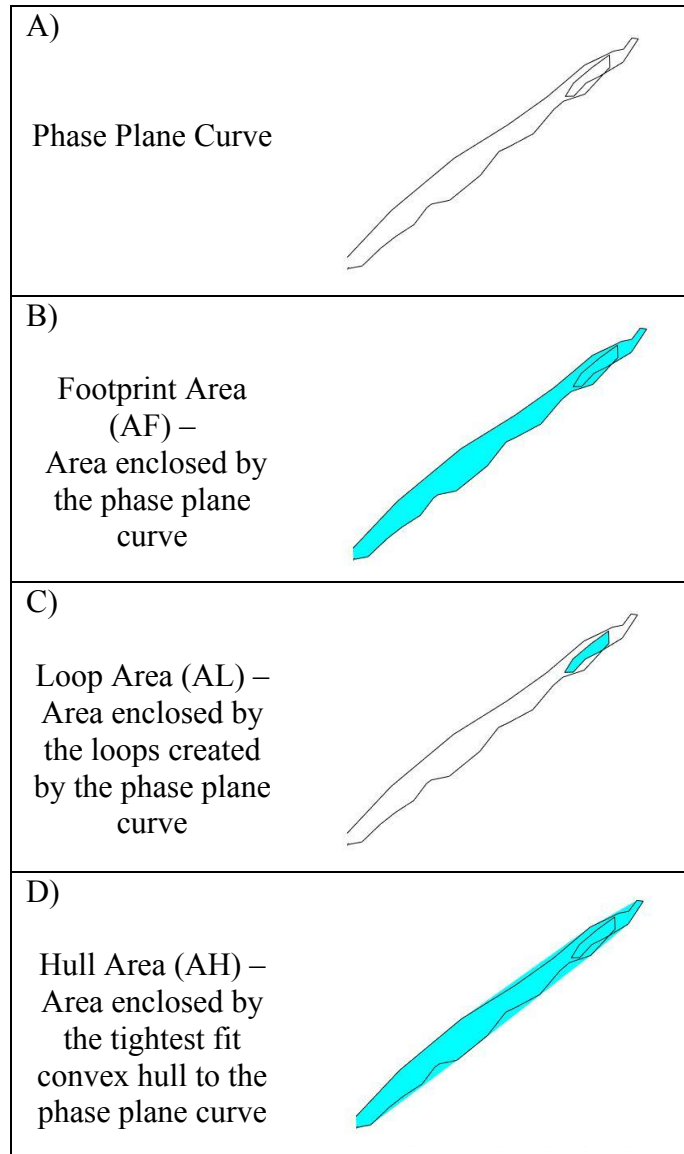 A)
Phase Plane Curve
B)
Footprint Area
(AF) –
Area enclosed by
the phase plane
curve
C)
Loop Area (AL) –
Area enclosed by
the loops created
by the phase plane
curve
D)
Hull Area (AH) –
Area enclosed by
the tightest fit
convex hull to the
phase plane curve